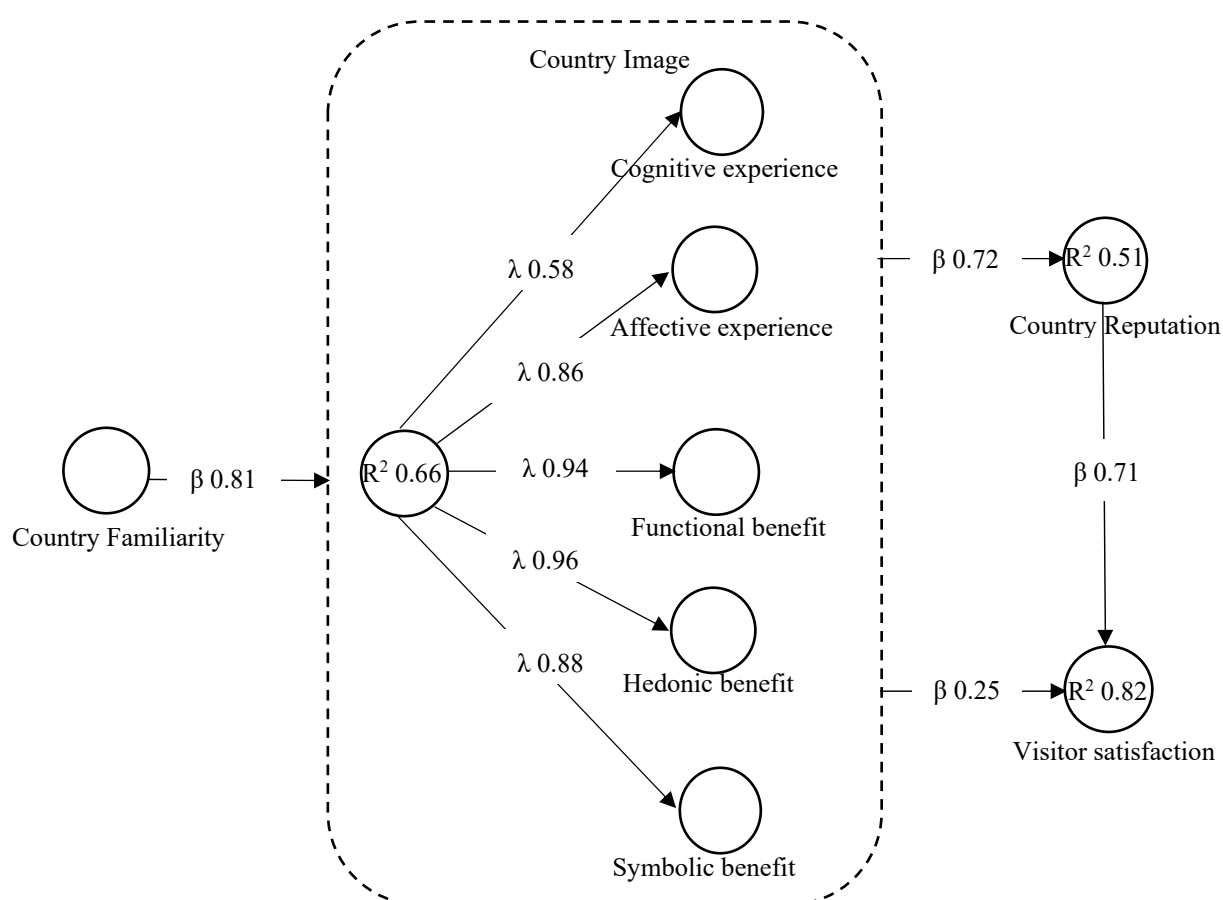 Country Image
Cognitive experience
λ 0.58
β 0.72
R² 0.51
Affective experience
Country Reputation
λ 0.86
β 0.81
R² 0.66
λ 0.94
β 0.71
Country Familiarity
Functional benefit
λ 0.96
λ 0.88
Hedonic benefit
β 0.25
R² 0.82
Visitor satisfaction
Symbolic benefit